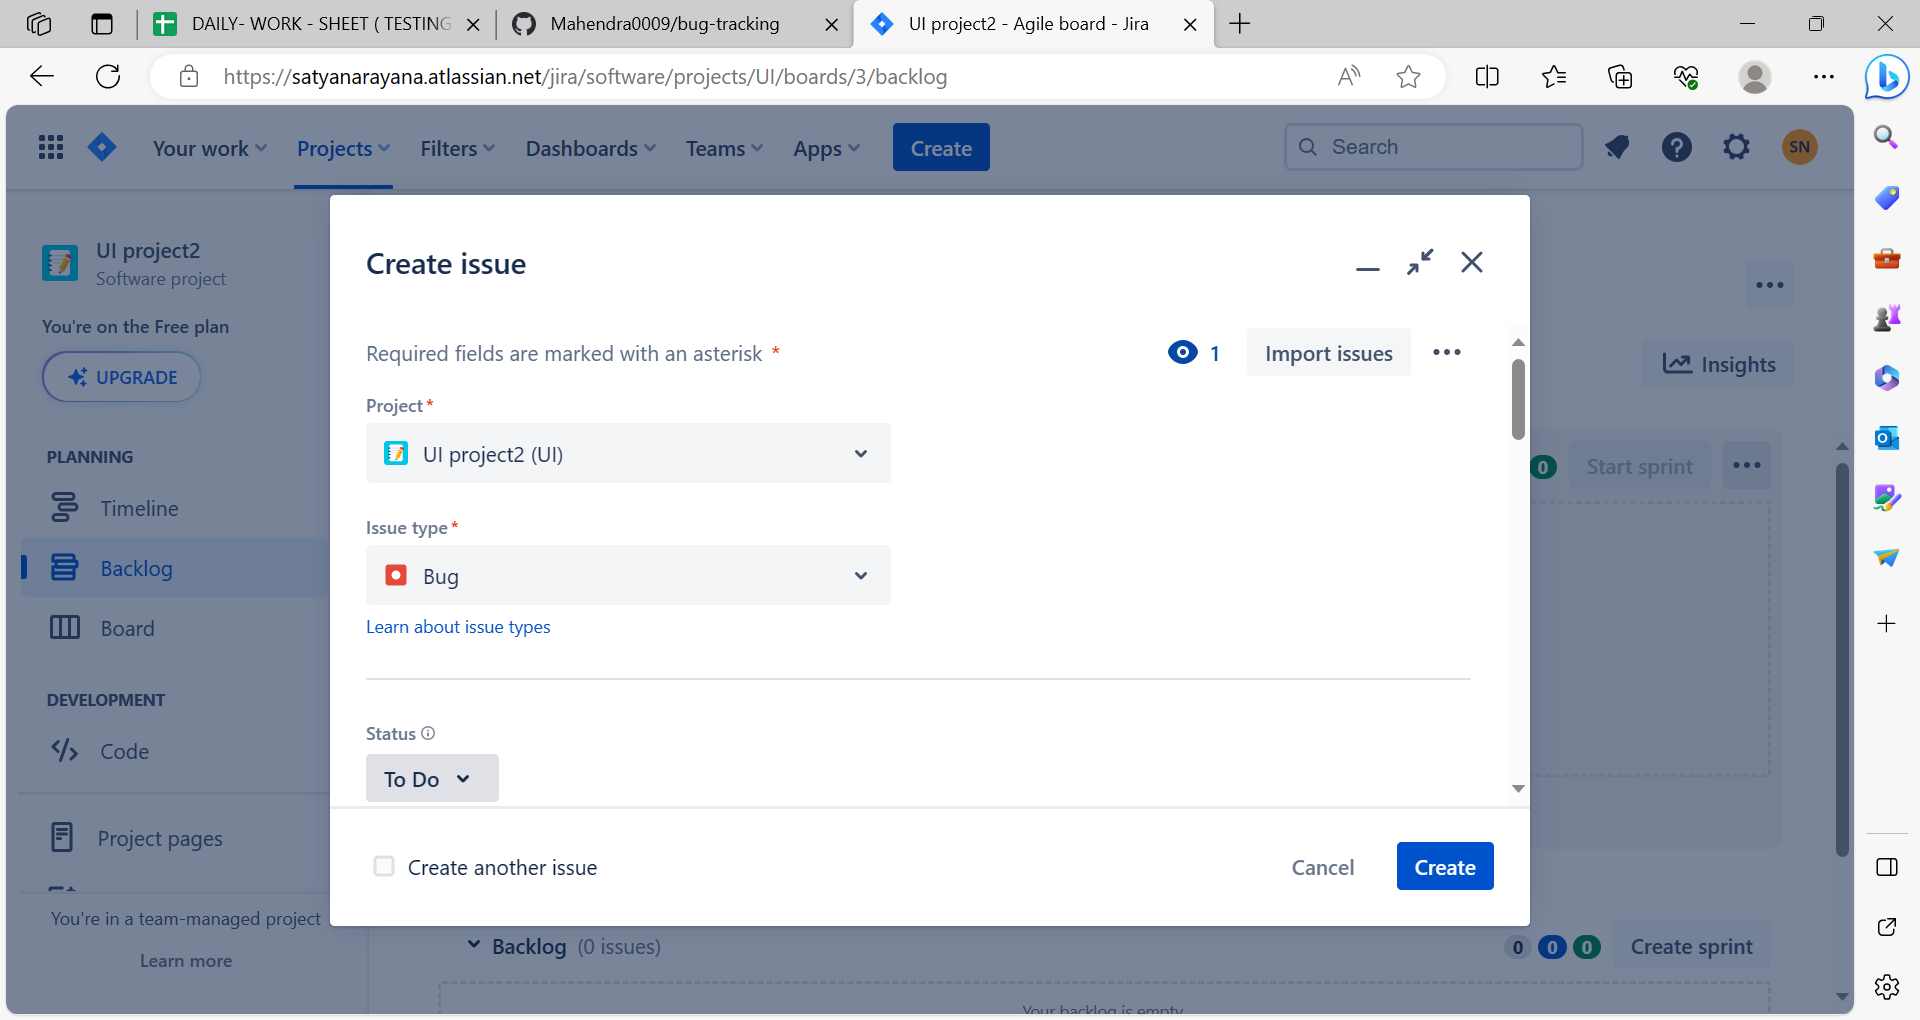 DAILY- WORK - SHEET ( TESTING
Mahendra0009/bug-tracking
UI project2 - Agile board - Jira
https://satyanarayana.atlassian.net/jira/software/projects/UI/boards/3/backlog
Your work
Projects
Filters
Dashboards
Teams
Apps
Create
Search
SN
UI project2
Software project
You're on the Free plan
UPGRADE
PLANNING
Timeline
Backlog
Board
DEVELOPMENT
Code
Project pages
You're in a team-managed project
Learn more
Create issue
Required fields are marked with an asterisk *
1
Import issues
Project *
UI project2 (UI)
Issue type *
Bug
Learn about issue types
Status
To Do
Create another issue
Cancel
Create
Insights
0
Start sprint
Backlog (0 issues)
0 0 0
Create sprint
Your backlog is empty